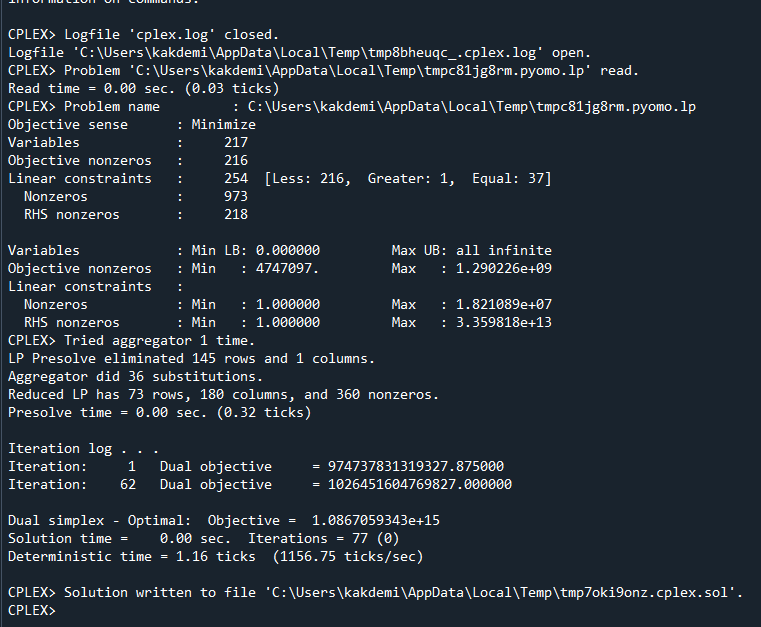 information on commands.
CPLEX> Logfile 'cplex.log' closed.
Logfile 'C:\Users\kakdemi\AppData\Local\Temp\tmp8bheuqc_.cplex.log' open.
CPLEX> Problem 'C:\Users\kakdemi\AppData\Local\Temp\tmpc81jg8rm.pyomo.lp' read.
Read time = 0.00 sec. (0.03 ticks)
CPLEX> Problem name         : C:\Users\kakdemi\AppData\Local\Temp\tmpc81jg8rm.pyomo.lp
Objective sense      : Minimize
Variables            :     217
Objective nonzeros   :     216
Linear constraints   :     254  [Less: 216,  Greater: 1,  Equal: 37]
  Nonzeros           :     973
  RHS nonzeros       :     218
Variables            : Min LB: 0.000000         Max UB: all infinite
Objective nonzeros   : Min   : 4747097.         Max   : 1.290226e+09
Linear constraints   :
  Nonzeros           : Min   : 1.000000         Max   : 1.821089e+07
  RHS nonzeros       : Min   : 1.000000         Max   : 3.359818e+13
CPLEX> Tried aggregator 1 time.
LP Presolve eliminated 145 rows and 1 columns.
Aggregator did 36 substitutions.
Reduced LP has 73 rows, 180 columns, and 360 nonzeros.
Presolve time = 0.00 sec. (0.32 ticks)
Iteration log . . .
Iteration:     1   Dual objective     = 974737831319327.875000
Iteration:    62   Dual objective     = 1026451604769827.000000
Dual simplex - Optimal:  Objective =  1.0867059343e+15
Solution time =    0.00 sec.  Iterations = 77 (0)
Deterministic time = 1.16 ticks  (1156.75 ticks/sec)
CPLEX> Solution written to file 'C:\Users\kakdemi\AppData\Local\Temp\tmp7oki9onz.cplex.sol'.
CPLEX>